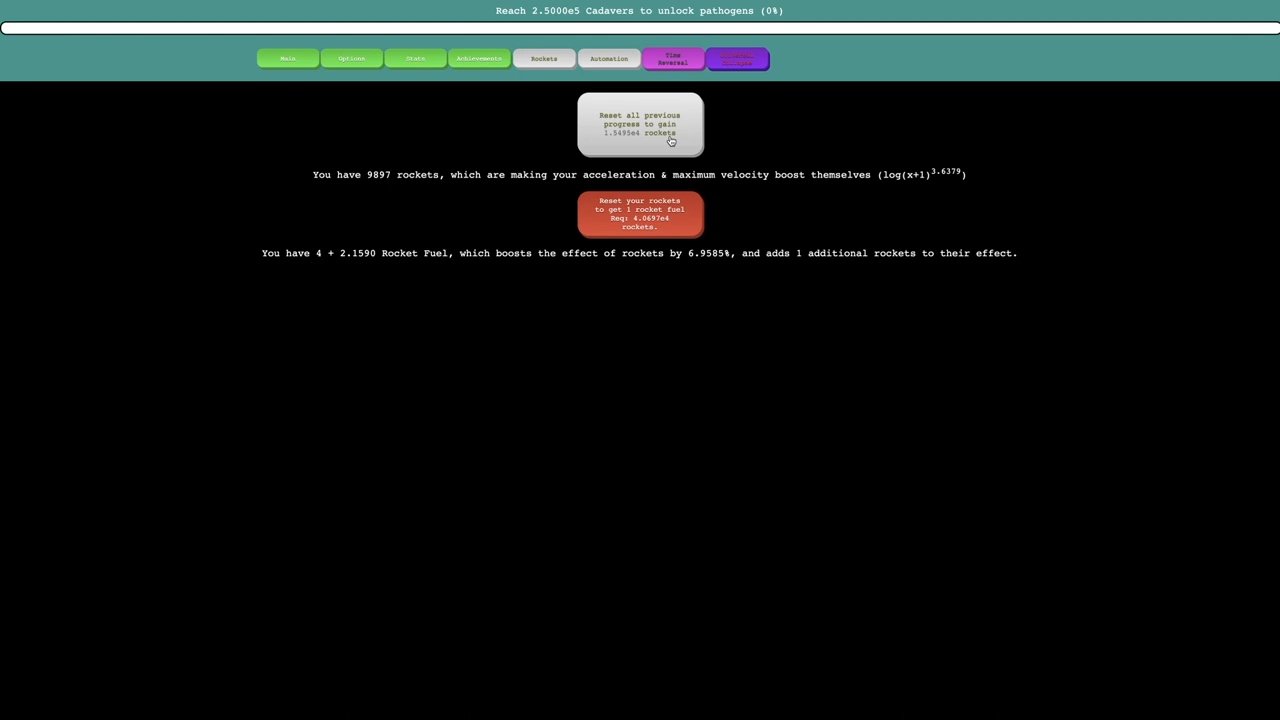 Reach 2.5000e5 Cadavers to unlock pathogens (0%)
Main
Options
Stats
Achievements
Rockets
Automation
Time
Reversal
Universal
Collapse
Reset all previous
progress to gain
1.5495e4 rockets
You have 9897 rockets, which are making your acceleration & maximum velocity boost themselves (log(x+1)^3.6379)
Reset your rockets
to get 1 rocket fuel
Req: 4.0697e4
rockets.
You have 4 + 2.1590 Rocket Fuel, which boosts the effect of rockets by 6.9585%, and adds 1 additional rockets to their effect.